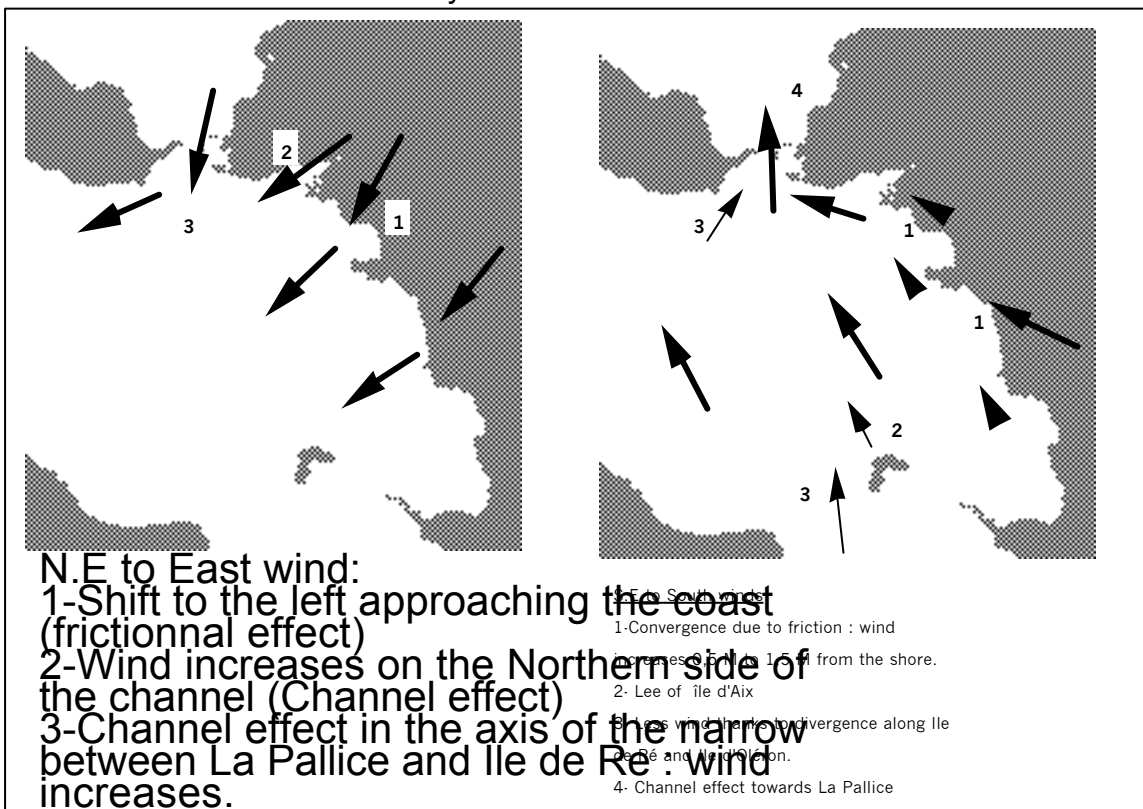 2
1
3
4
3
1
1
2
3
N.E to East wind:
1-Shift to the left approaching the coast
(frictionnal effect)
2-Wind increases on the Northern side of
the channel (Channel effect)
3-Channel effect in the axis of the narrow
between La Pallice and Ile de Ré : wind
increases.
S.E to South winds
1-Convergence due to friction : wind
increases 0,5 M to 1,5 M from the shore.
2- Lee of île d'Aix
3- Less wind thanks to divergence along Ile
de Ré and Ile d'Oléron.
4- Channel effect towards La Pallice